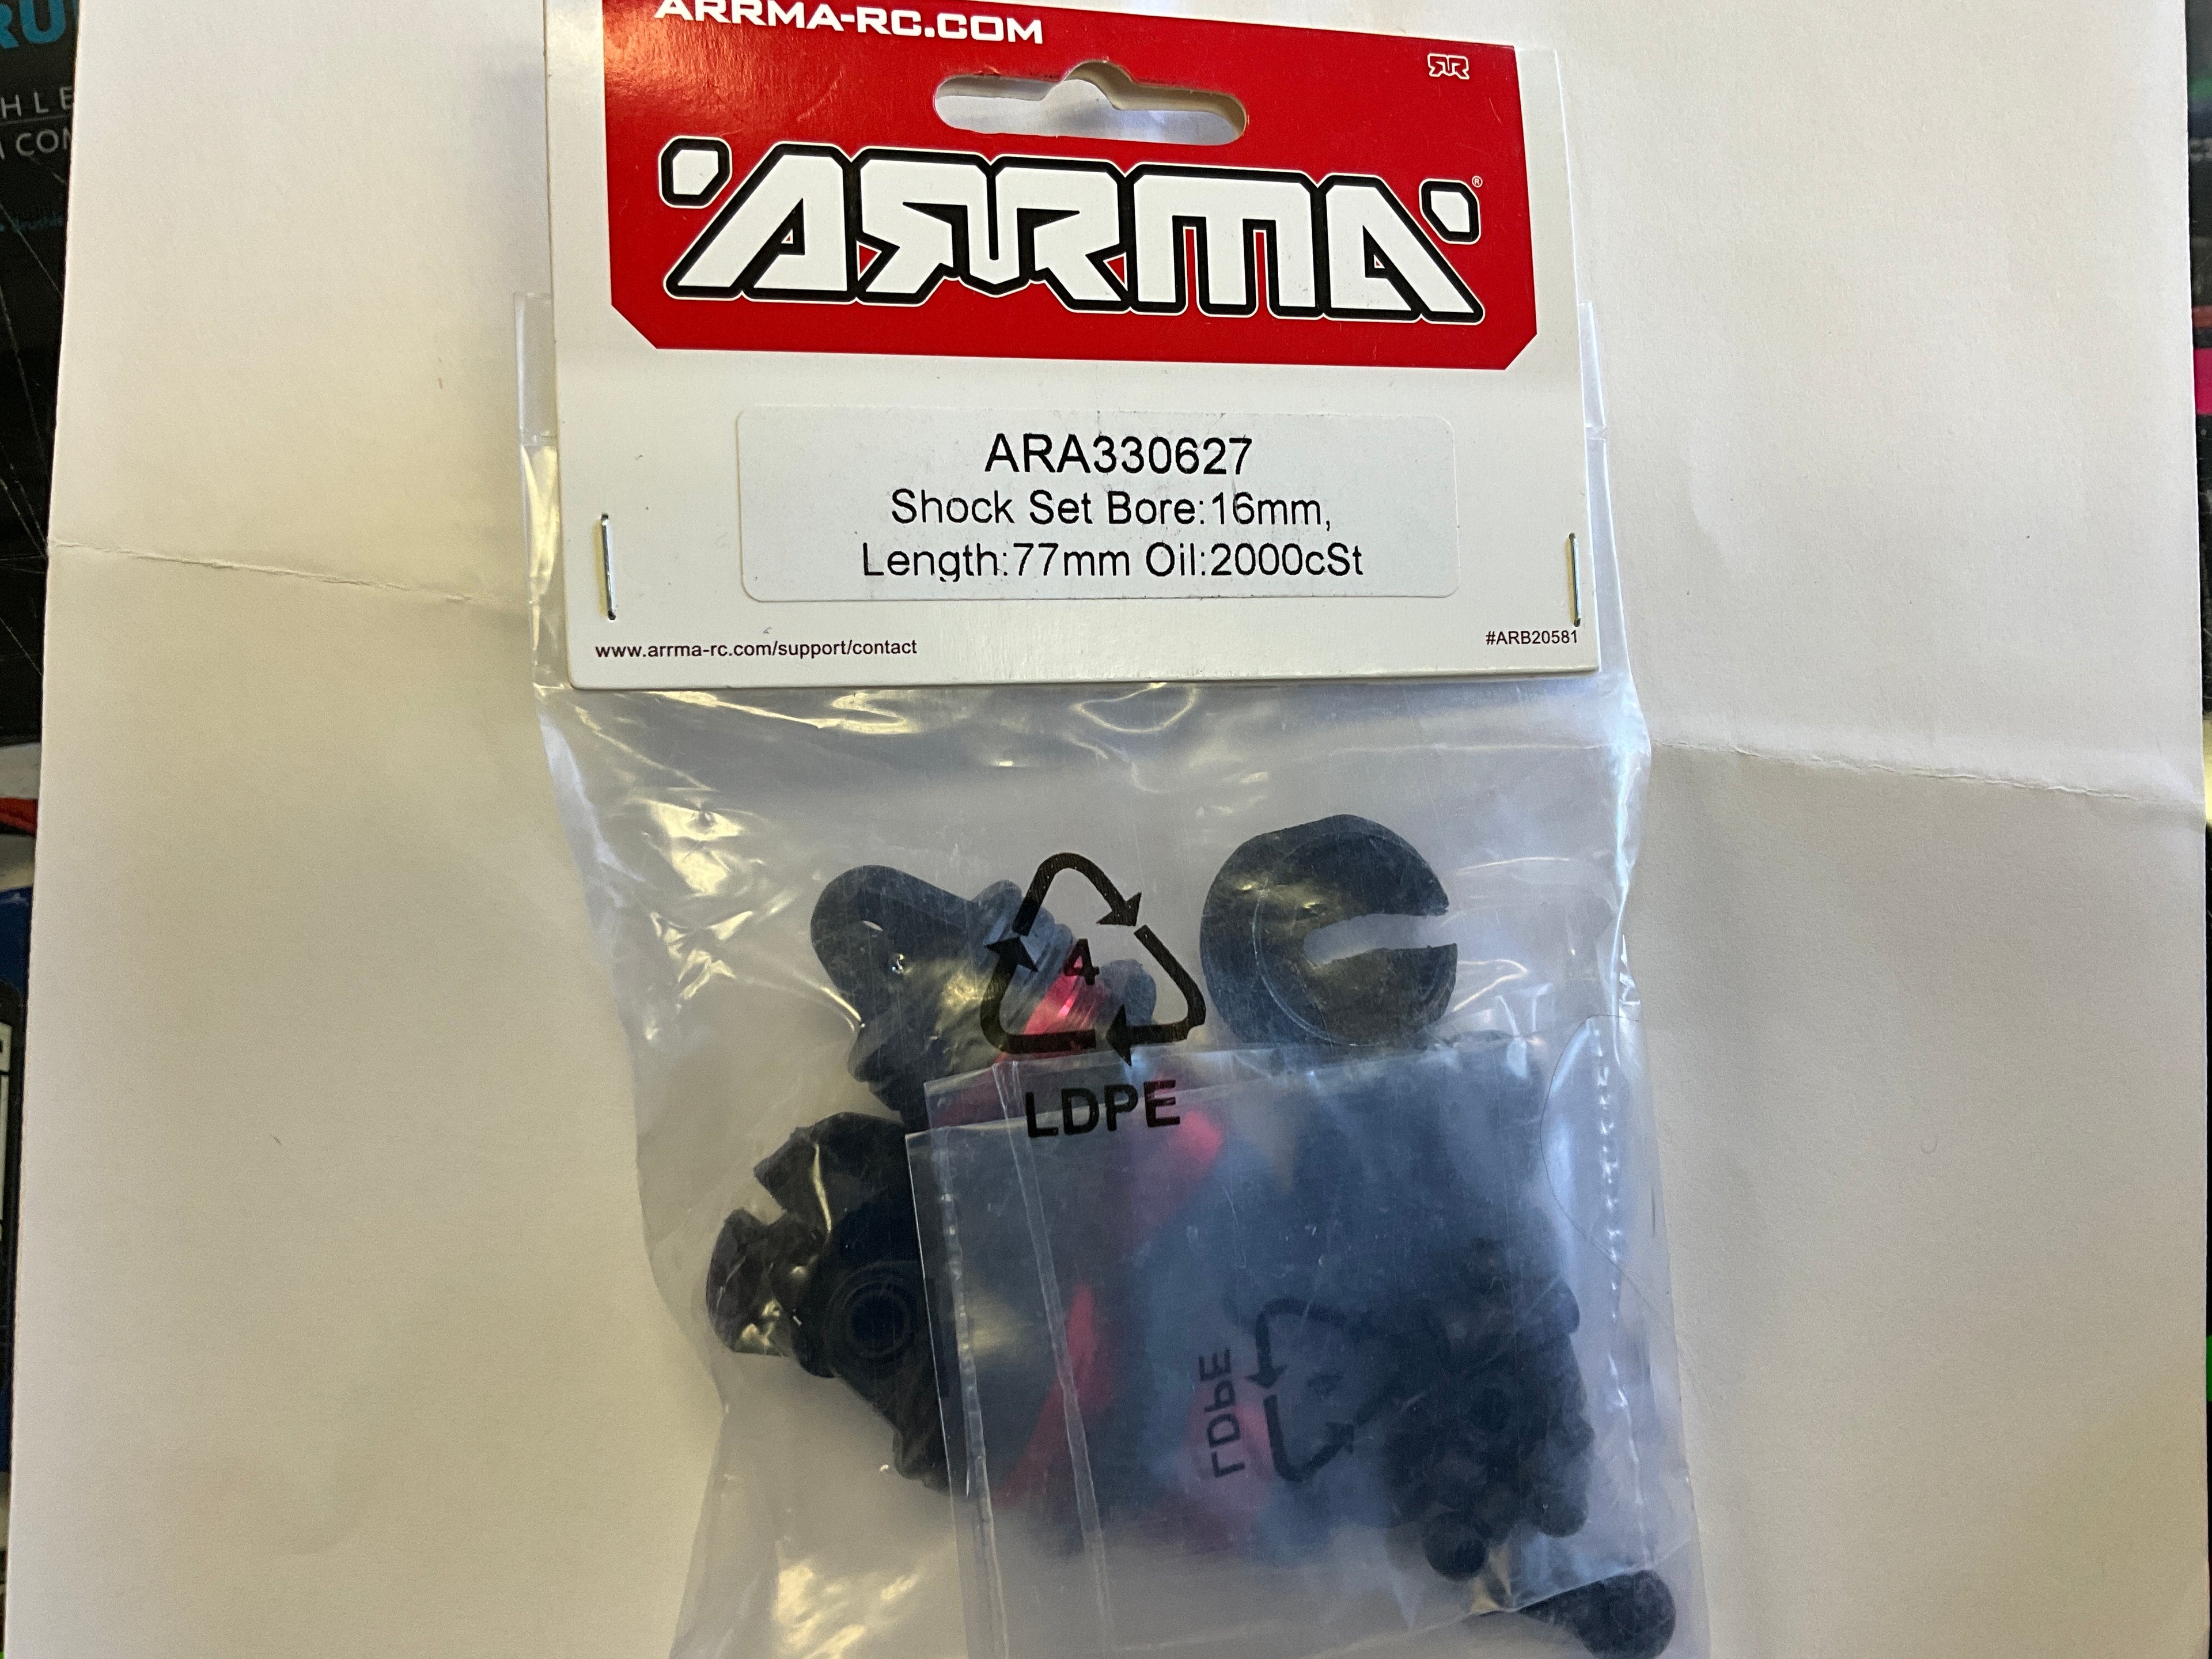 ARRMA-RC.COM
ARRMA®
ARA330627
Shock Set Bore:16mm,
Length:77mm Oil:2000cSt
www.arrma-rc.com/support/contact
#ARB20581
4
LDPE
LDPE
HLE